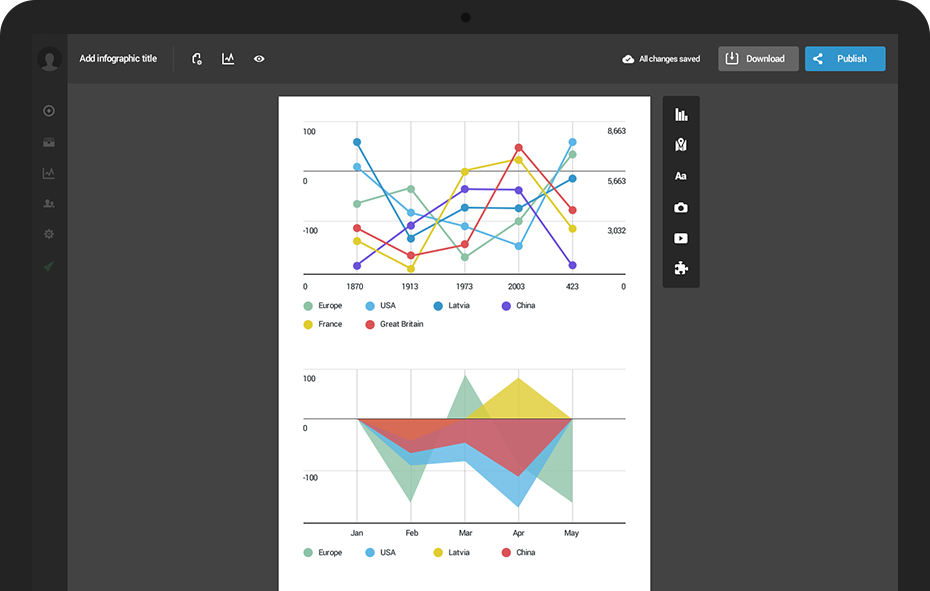 Add infographic title
All changes saved
Download
Publish
Aa
100 8,663
0 5,663
-100 3,032
0 1870 1913 1973 2003 423 0
Europe USA Latvia China
France Great Britain
100
0
-100
Jan Feb Mar Apr May
Europe USA Latvia China